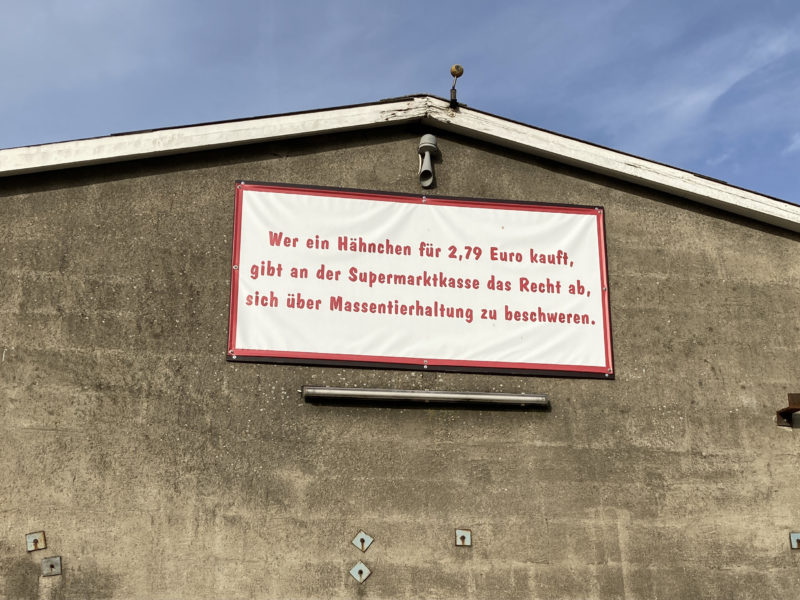 Wer ein Hähnchen für 2,79 Euro kauft,
gibt an der Supermarktkasse das Recht ab,
sich über Massentierhaltung zu beschweren.